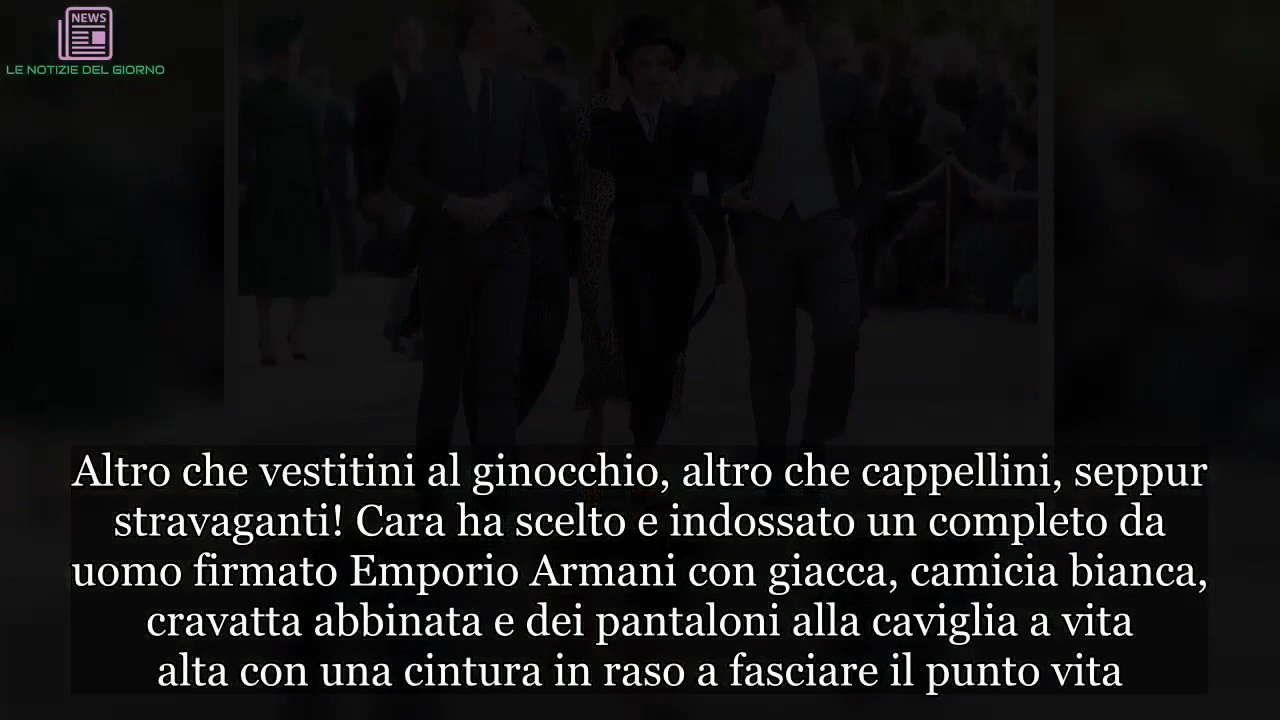 NEWS
LE NOTIZIE DEL GIORNO
Altro che vestitini al ginocchio, altro che cappellini, seppur
stravaganti! Cara ha scelto e indossato un completo da
uomo firmato Emporio Armani con giacca, camicia bianca,
cravatta abbinata e dei pantaloni alla caviglia a vita
alta con una cintura in raso a fasciare il punto vita